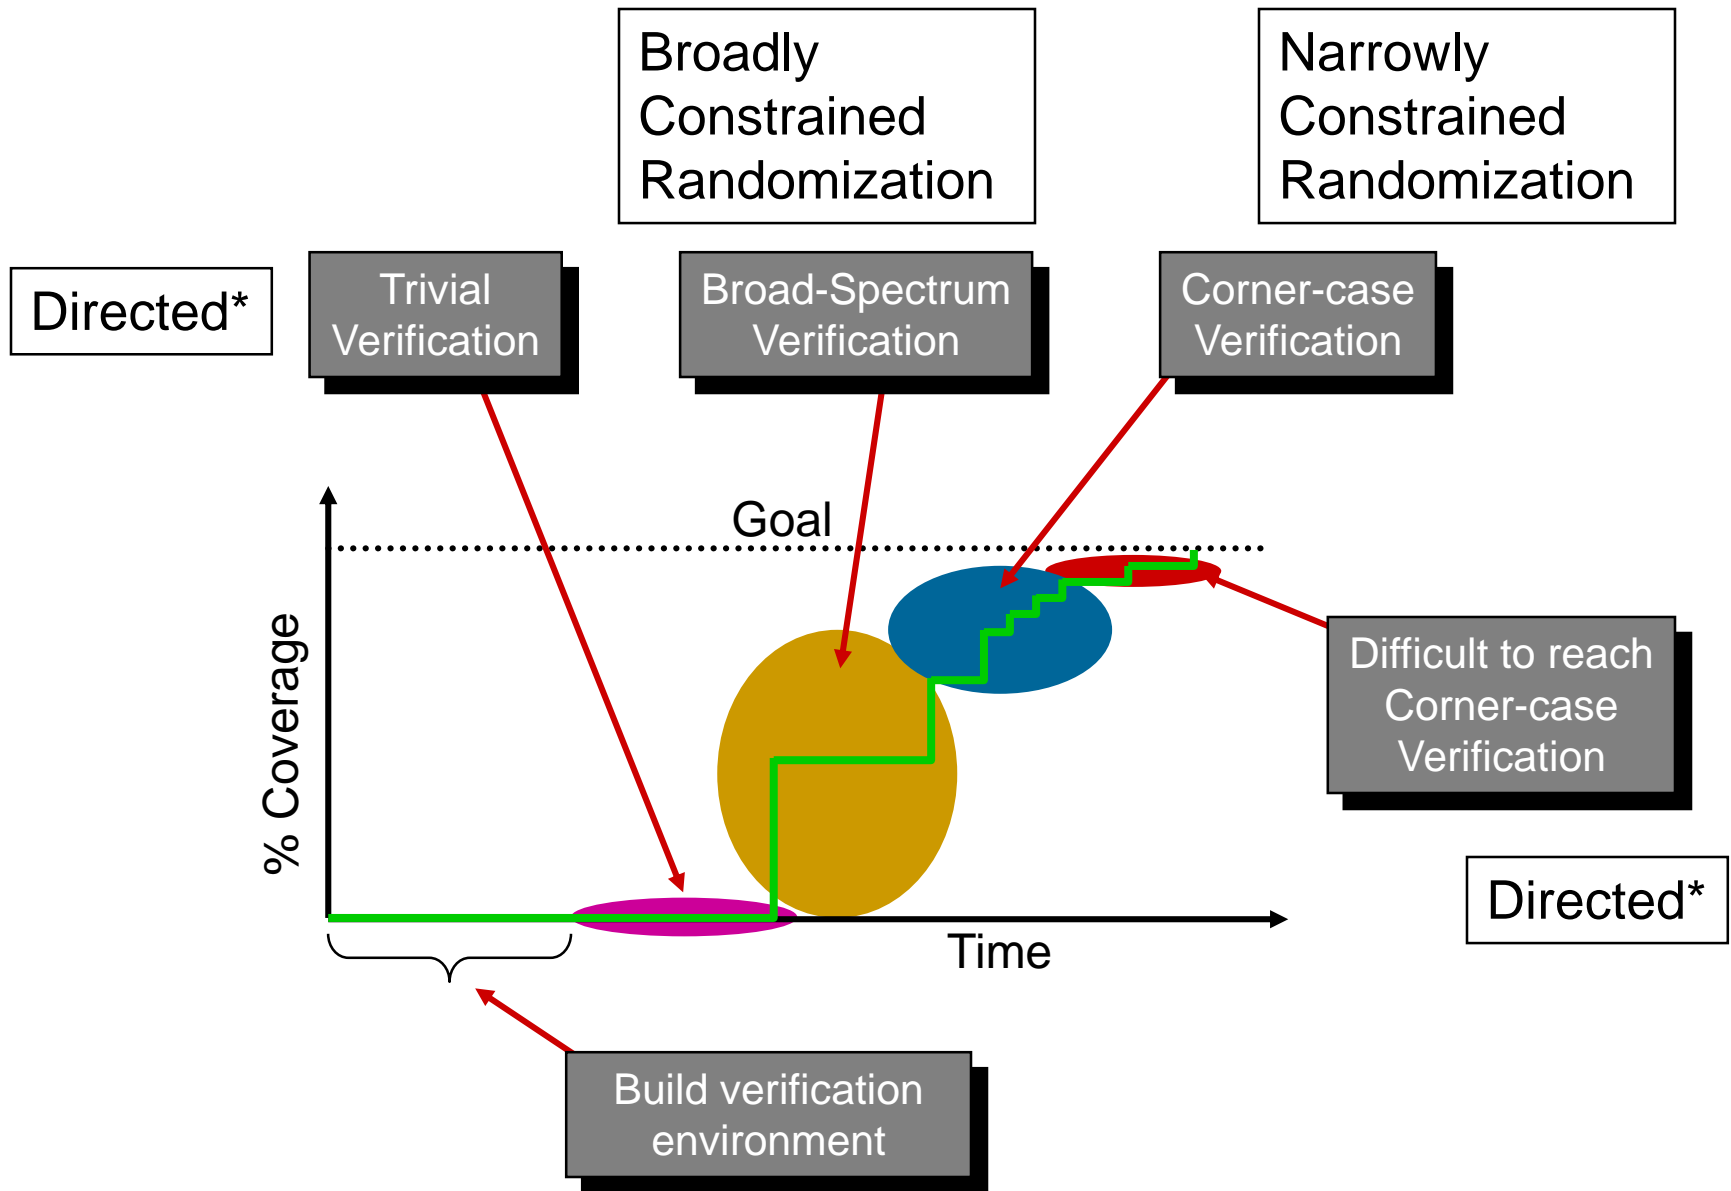 Broadly
Constrained
Randomization
Narrowly
Constrained
Randomization
Directed*
Trivial
Verification
Broad-Spectrum
Verification
Corner-case
Verification
Goal
% Coverage
Difficult to reach
Corner-case
Verification
Directed*
Time
Build verification
environment